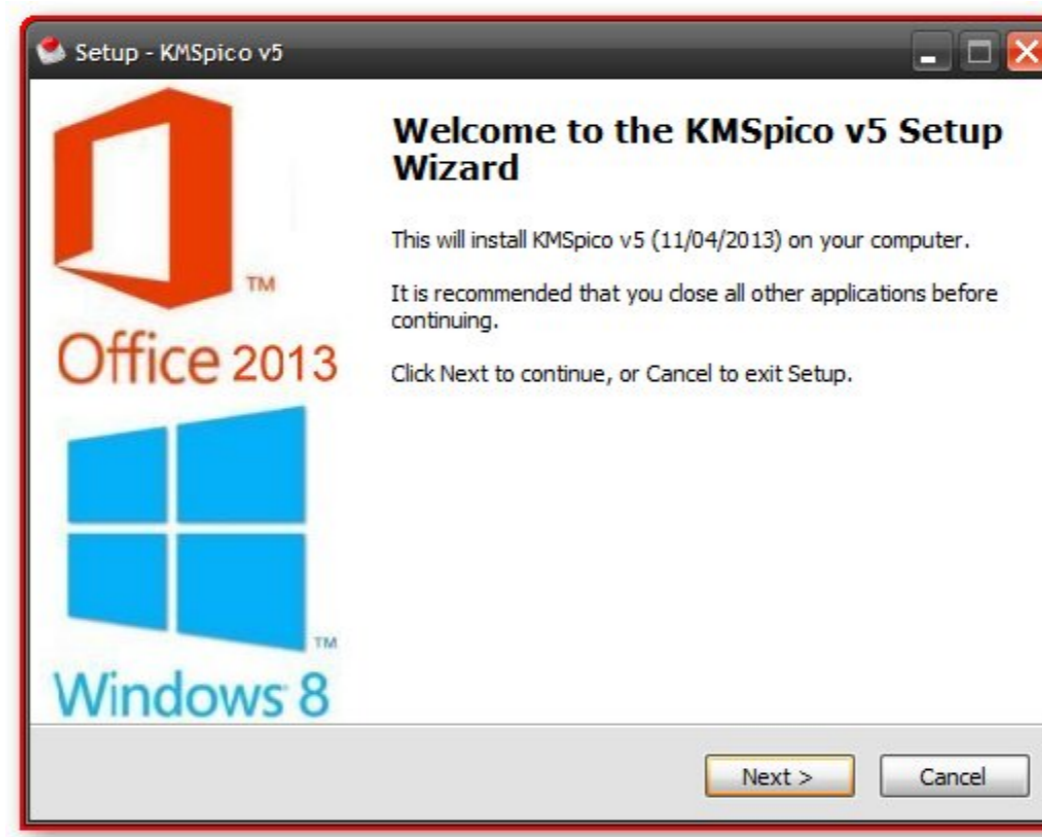 Setup - KMSpico v5
Welcome to the KMSpico v5 Setup
Wizard
This will install KMSpico v5 (11/04/2013) on your computer.
It is recommended that you close all other applications before
continuing.
Click Next to continue, or Cancel to exit Setup.
TM
Office 2013
TM
Windows 8
Next >
Cancel